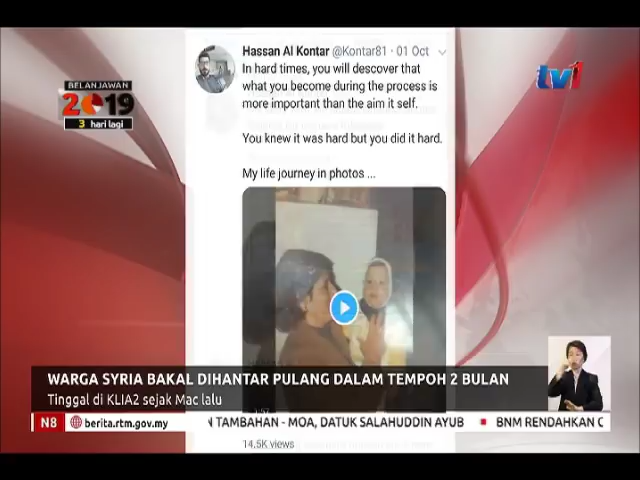 Hassan Al Kontar @Kontar81 · 01 Oct
In hard times, you will descover that
what you become during the process is
more important than the aim it self.
You knew it was hard but you did it hard.
My life journey in photos ...
BELANJAWAN
2019
3 hari lagi
tv1
WARGA SYRIA BAKAL DIHANTAR PULANG DALAM TEMPOH 2 BULAN
Tinggal di KLIA2 sejak Mac lalu
N8 berita.rtm.gov.my N TAMBAHAN - MOA, DATUK SALAHUDDIN AYUB ▪ BNM RENDAHKAN
14.5K views